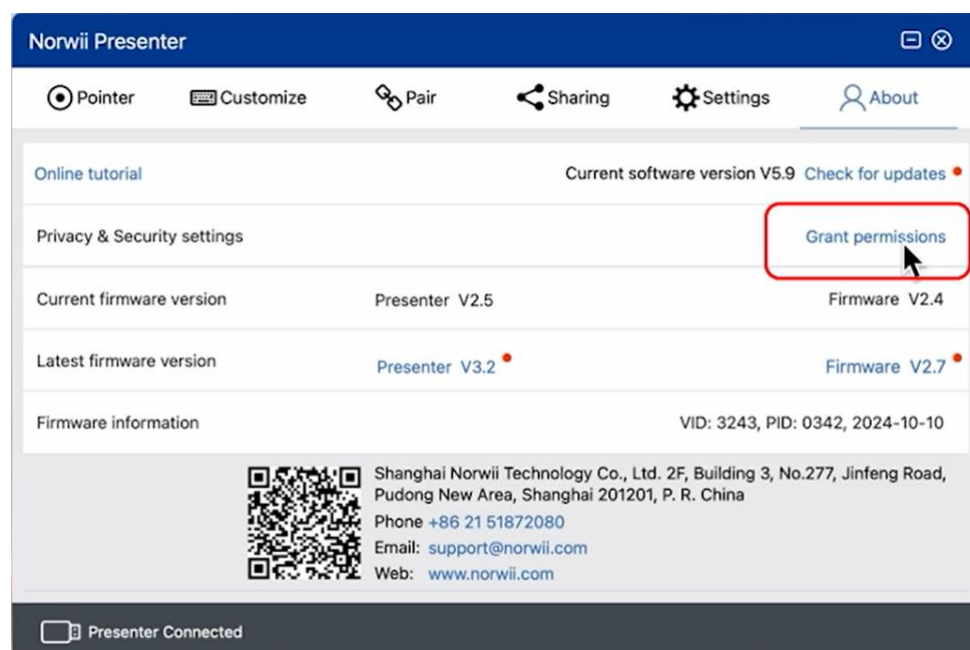 Norwii Presenter
Pointer Customize Pair Sharing Settings About
Online tutorial Current software version V5.9 Check for updates
Privacy & Security settings Grant permissions
Current firmware version Presenter V2.5 Firmware V2.4
Latest firmware version Presenter V3.2 Firmware V2.7
Firmware information VID: 3243, PID: 0342, 2024-10-10
Shanghai Norwii Technology Co., Ltd. 2F, Building 3, No.277, Jinfeng Road,
Pudong New Area, Shanghai 201201, P. R. China
Phone +86 21 51872080
Email: support@norwii.com
Web: www.norwii.com
Presenter Connected